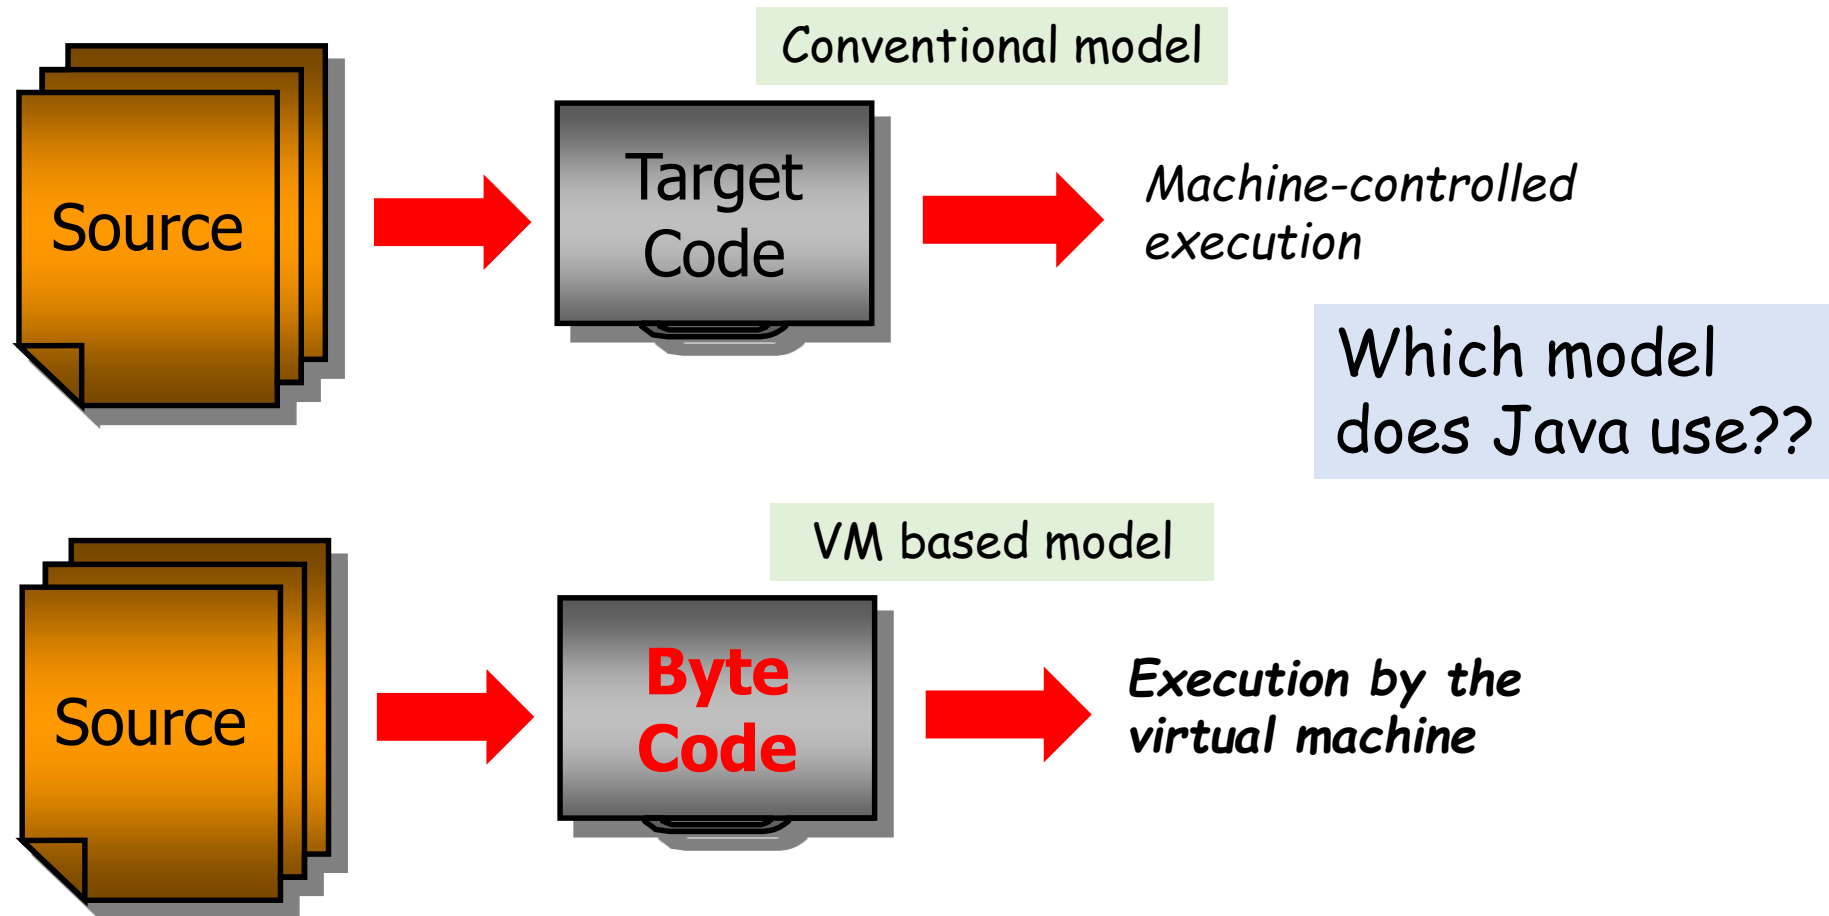 Conventional model
Source
Target
Code
Machine-controlled
execution
Which model
does Java use??
VM based model
Source
Byte
Code
Execution by the
virtual machine